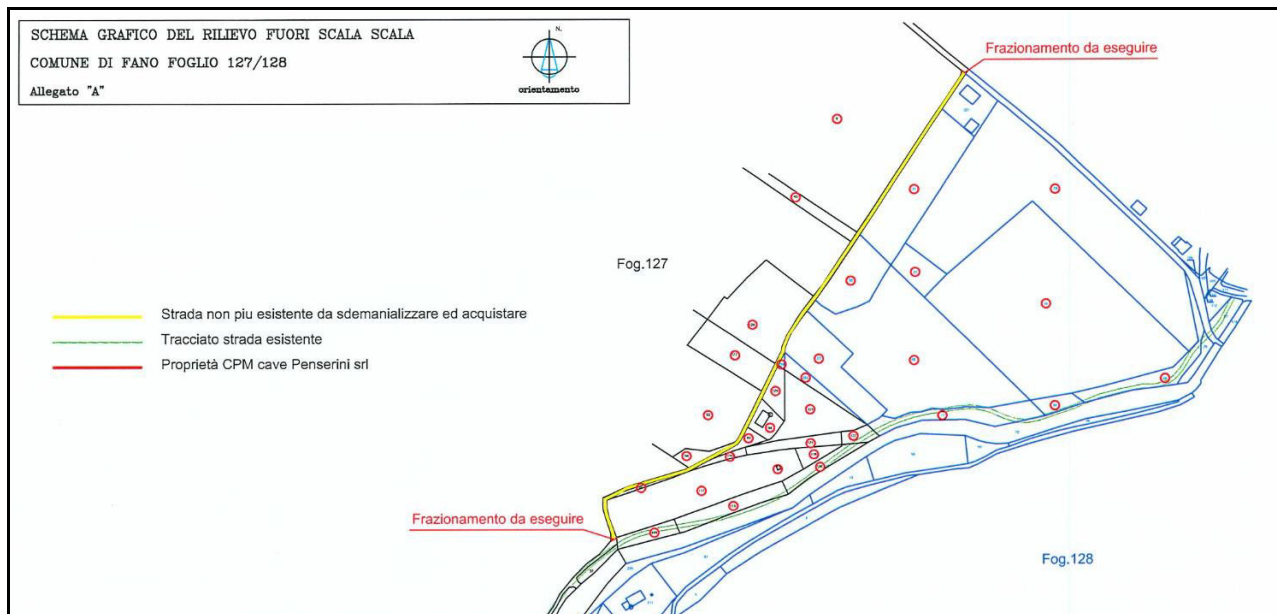 SCHEMA GRAFICO DEL RILIEVO FUORI SCALA SCALA
COMUNE DI FANO FOGLIO 127/128
Allegato "A"
N.
orientamento
Frazionamento da eseguire
Fog.127
Strada non piu esistente da sdemanializzare ed acquistare
Tracciato strada esistente
Proprietà CPM cave Penserini srl
Frazionamento da eseguire
Fog.128